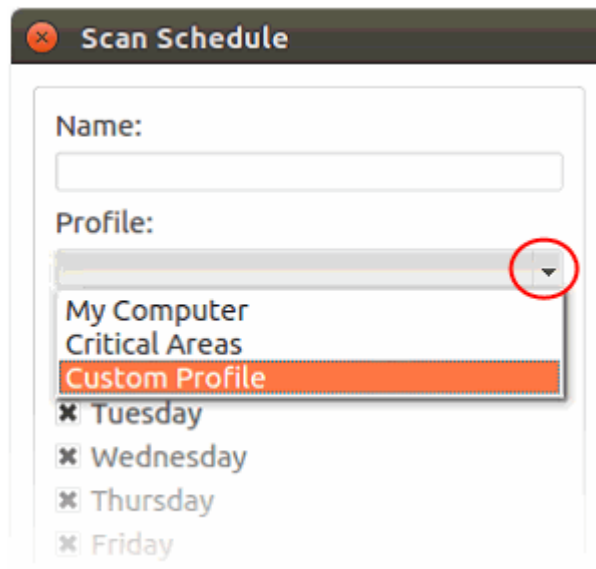 Scan Schedule
Name:
Profile:
My Computer
Critical Areas
Custom Profile
Tuesday
Wednesday
Thursday
Friday